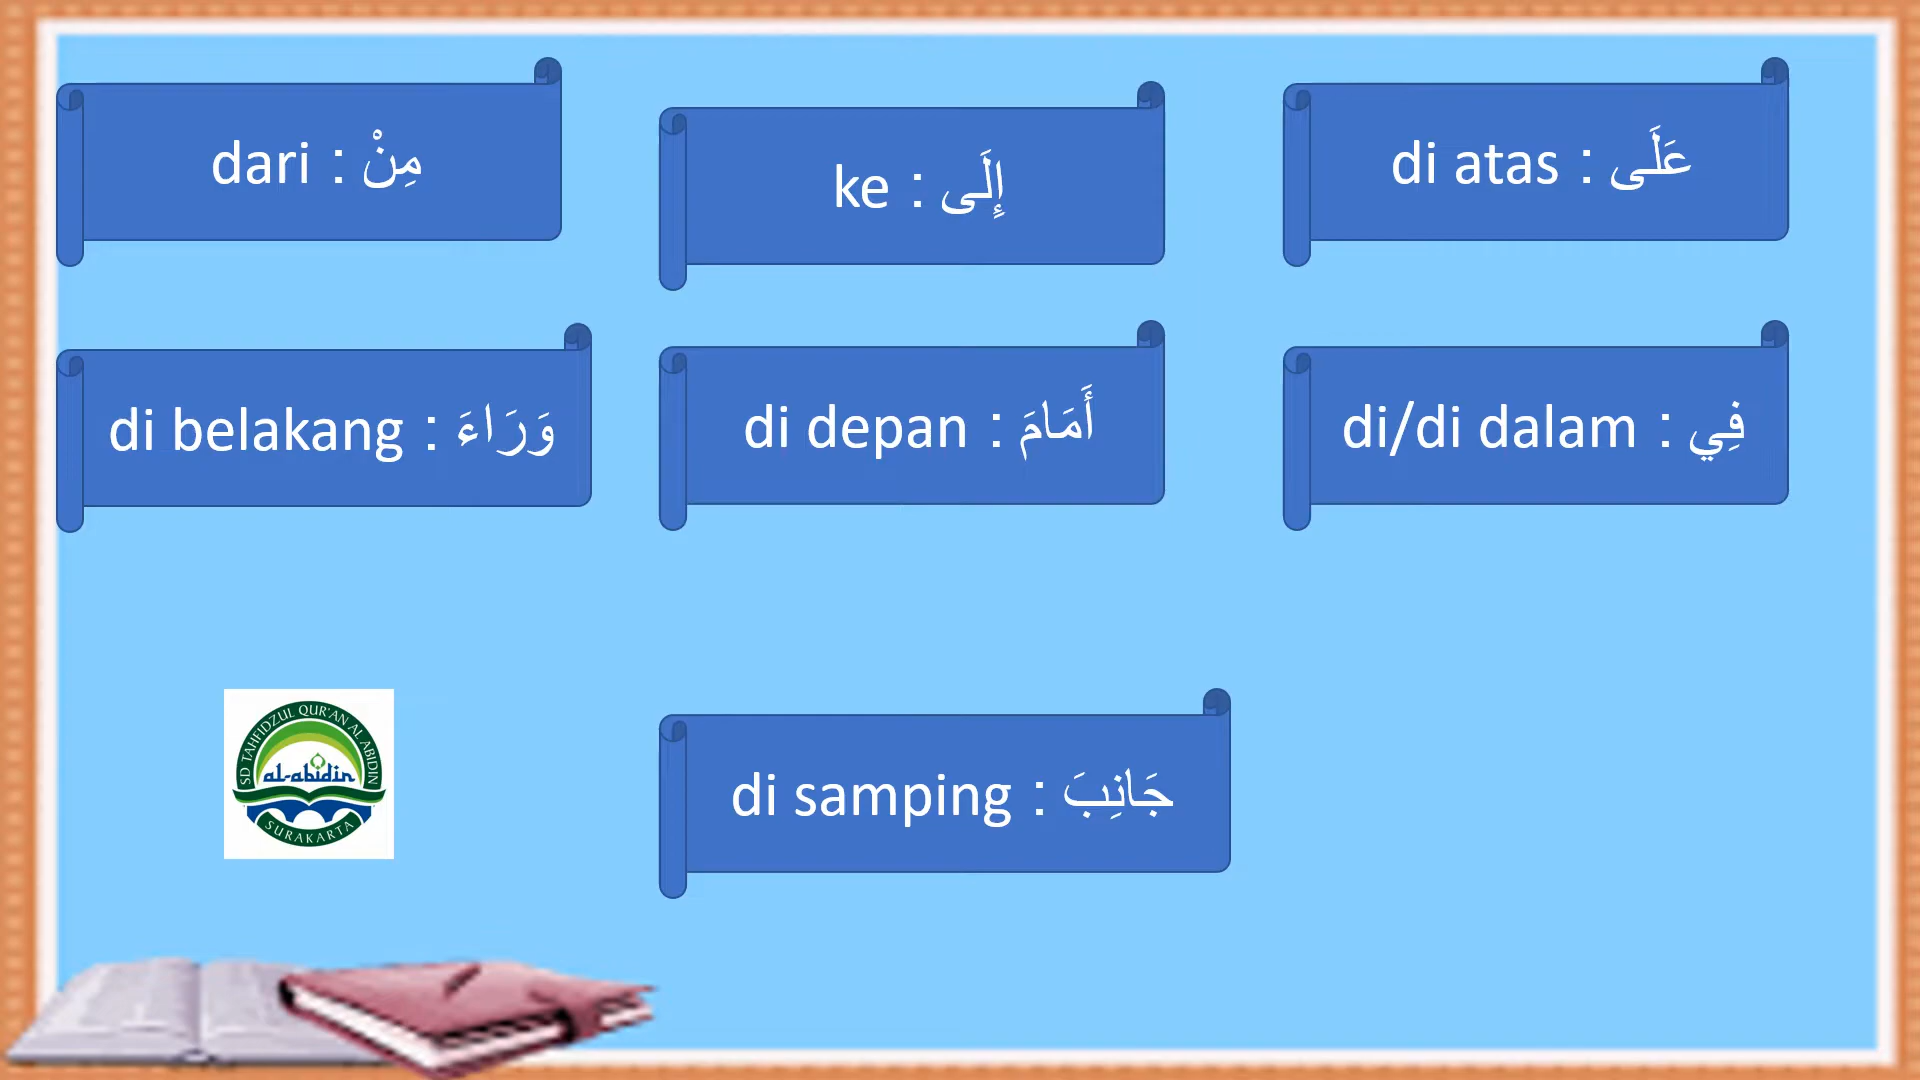 dari : مِنْ
ke : إِلَى
di atas : عَلَى
di belakang : وَرَاءَ
di depan : أَمَامَ
di/di dalam : فِي
SD TAHFIDZUL QUR'AN AL ABIDIN
al-abidin
SURAKARTA
di samping : جَانِبَ